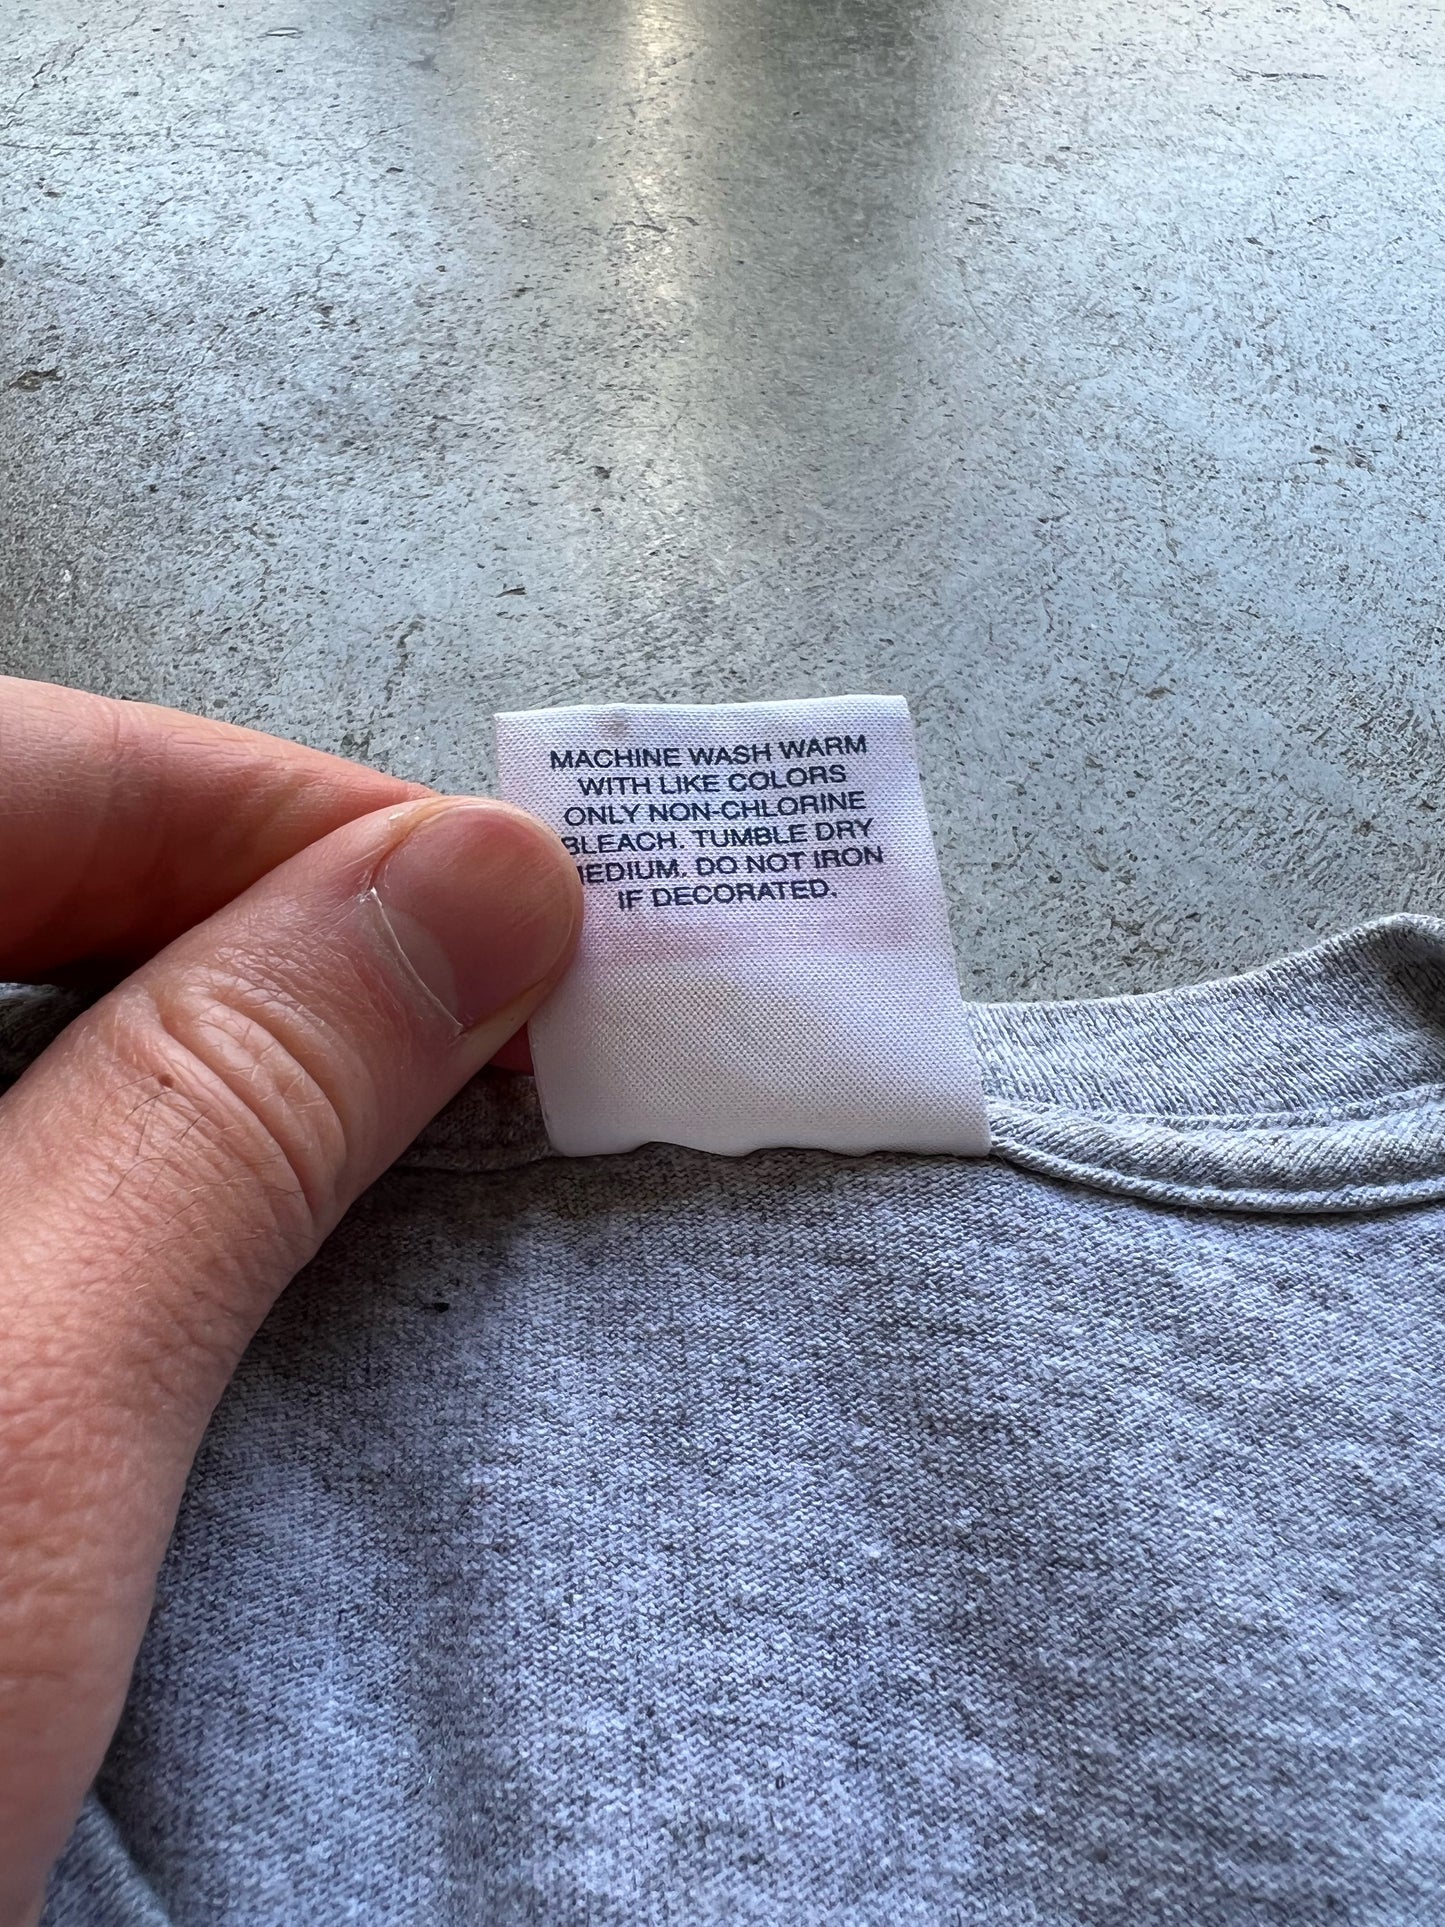 MACHINE WASH WARM
WITH LIKE COLORS
ONLY NON-CHLORINE
BLEACH. TUMBLE DRY
MEDIUM. DO NOT IRON
IF DECORATED.